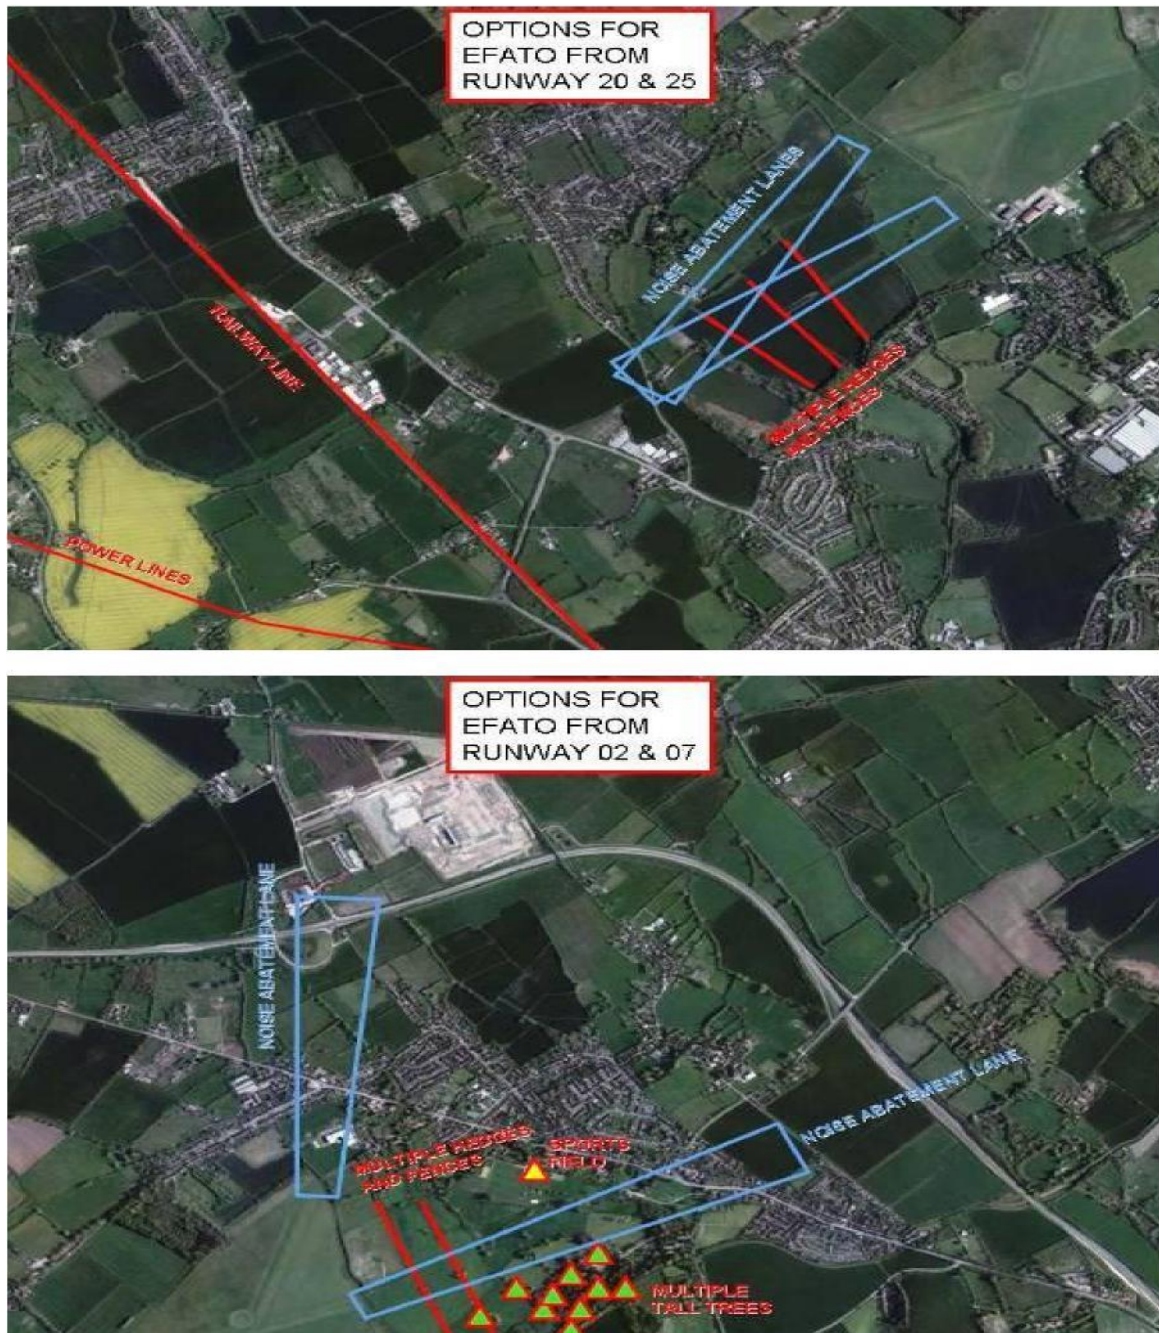 OPTIONS FOR
EFATO FROM
RUNWAY 20 & 25
NOISE ABATEMENT LANES
RAILWAY LINE
MULTIPLE HEDGES
AND FENCES
POWER LINES
OPTIONS FOR
EFATO FROM
RUNWAY 02 & 07
NOISE ABATEMENT LANE
NOISE ABATEMENT LANE
MULTIPLE HEDGES
AND FENCES
SPORTS
FIELD
MULTIPLE
TALL TREES